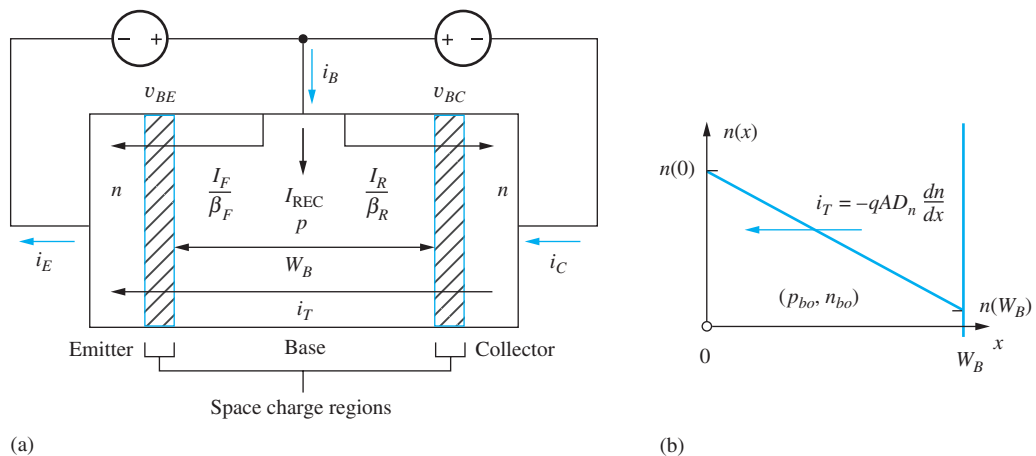 − + + −
i_B
v_BE v_BC
n I_F/β_F I_REC I_R/β_R n
p
W_B
i_E i_C
i_T
Emitter Base Collector
Space charge regions
(a)
n(x)
n(0)
i_T = −qAD_n dn/dx
(p_bo, n_bo)
n(W_B)
x
0 W_B
(b)